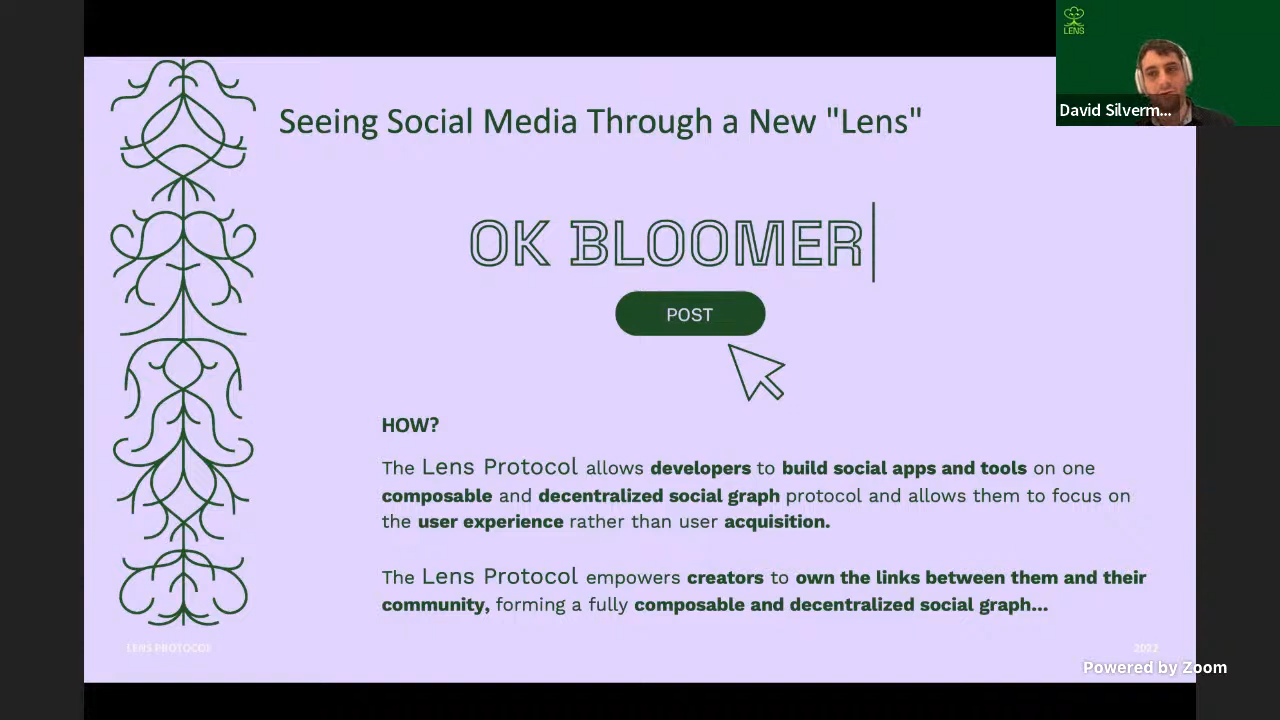 LENS
David Silverm...
Seeing Social Media Through a New "Lens"
OK BLOOMER
POST
HOW?
The Lens Protocol allows developers to build social apps and tools on one
composable and decentralized social graph protocol and allows them to focus on
the user experience rather than user acquisition.
The Lens Protocol empowers creators to own the links between them and their
community, forming a fully composable and decentralized social graph...
LENS PROTOCOL
2022
Powered by Zoom